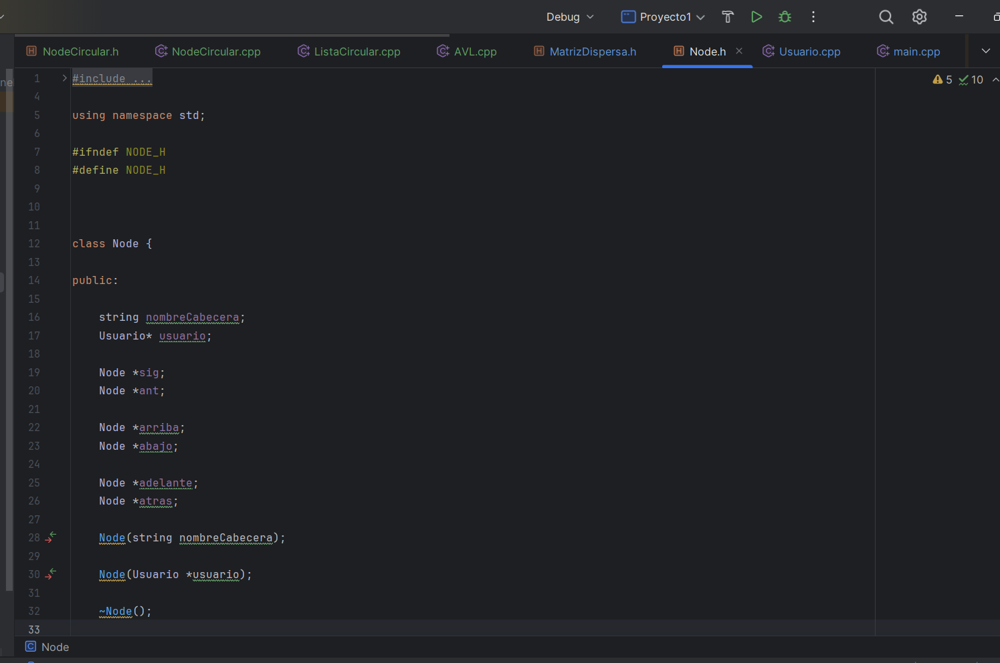 Debug Proyecto1
NodeCircular.h NodeCircular.cpp ListaCircular.cpp AVL.cpp MatrizDispersa.h Node.h Usuario.cpp main.cpp
1 #include ... 5 10
4
5 using namespace std;
6
7 #ifndef NODE_H
8 #define NODE_H
9
10
11
12 class Node {
13
14 public:
15
16 string nombreCabecera;
17 Usuario* usuario;
18
19 Node *sig;
20 Node *ant;
21
22 Node *arriba;
23 Node *abajo;
24
25 Node *adelante;
26 Node *atras;
27
28 Node(string nombreCabecera);
29
30 Node(Usuario *usuario);
31
32 ~Node();
33
Node